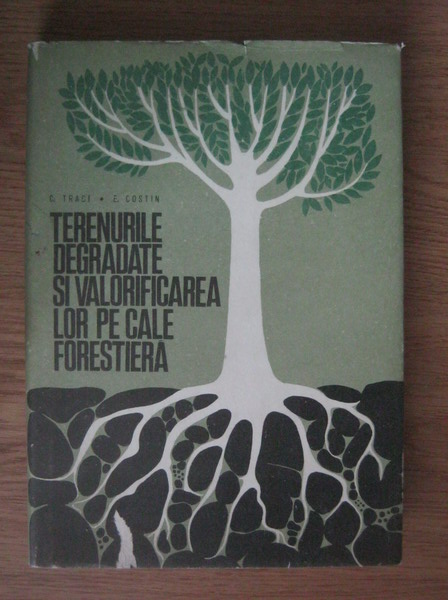 C. TRACI • E. COSTIN
TERENURILE
DEGRADATE
SI VALORIFICAREA
LOR PE CALE
FORESTIERA